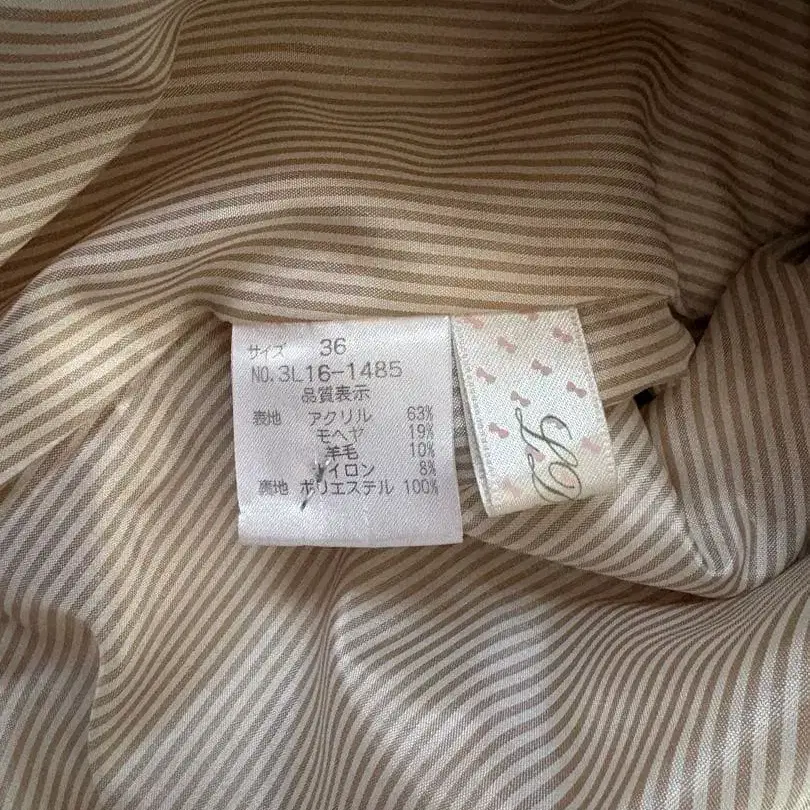 サイズ 36
NO.3L16-1485
品質表示
表地 アクリル 63%
モヘヤ 19%
羊毛 10%
ナイロン 8%
裏地 ポリエステル 100%